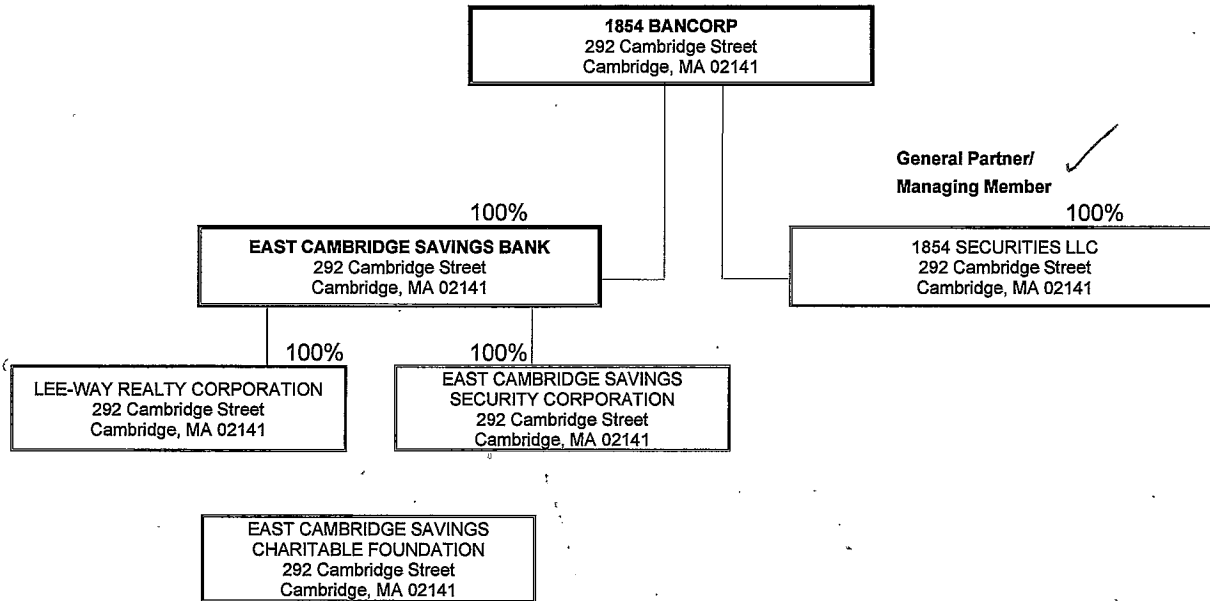 1854 BANCORP
292 Cambridge Street
Cambridge, MA 02141
General Partner/
Managing Member
100%
100%
EAST CAMBRIDGE SAVINGS BANK
292 Cambridge Street
Cambridge, MA 02141
1854 SECURITIES LLC
292 Cambridge Street
Cambridge, MA 02141
100%
100%
LEE-WAY REALTY CORPORATION
292 Cambridge Street
Cambridge, MA 02141
EAST CAMBRIDGE SAVINGS
SECURITY CORPORATION
292 Cambridge Street
Cambridge, MA 02141
EAST CAMBRIDGE SAVINGS
CHARITABLE FOUNDATION
292 Cambridge Street
Cambridge, MA 02141